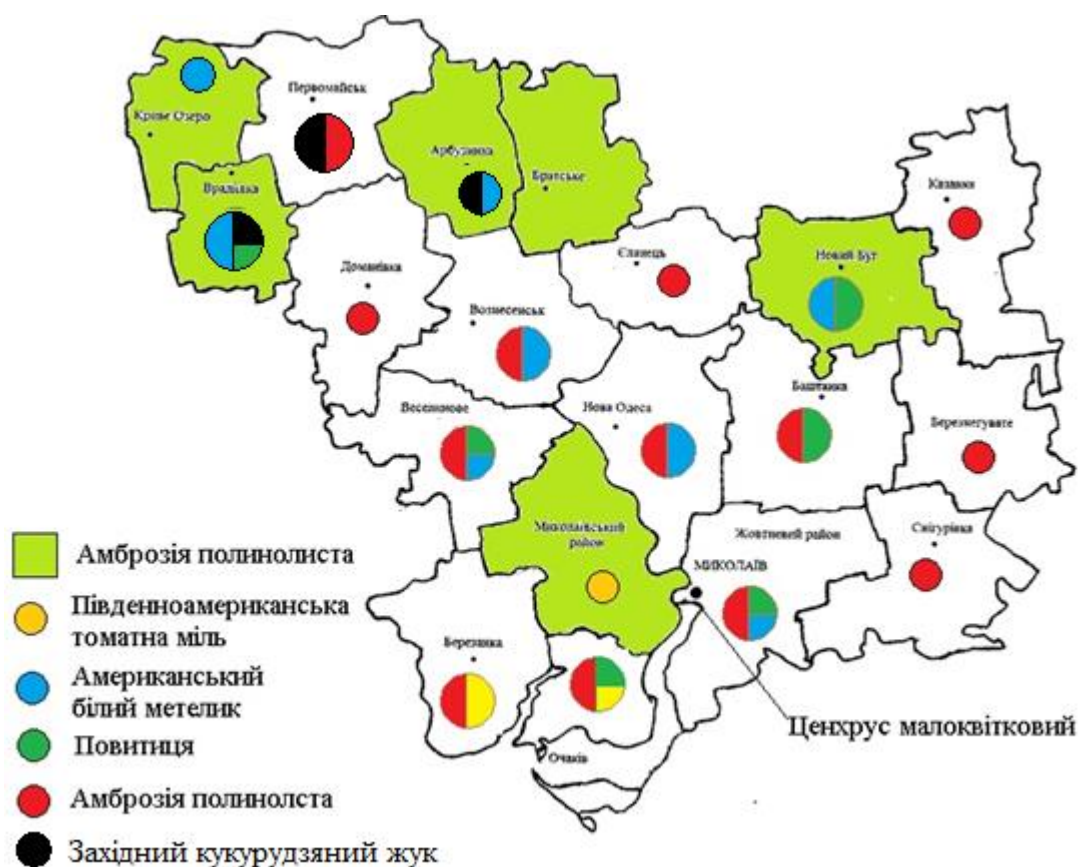 Первомайськ
Криве Озеро
Арбузинка
Врадіївка
Братське
Казанка
Єланець
Новий Буг
Доманівка
Вознесенськ
Баштанка
Веселинове
Нова Одеса
Березнегувате
Миколаївський
район
Жовтневий район
Снігурівка
МИКОЛАЇВ
Березанка
Очаків
Ценхрус малоквітковий
Амброзія полинолиста
Південноамериканська
томатна міль
Американський
білий метелик
Повитиця
Амброзія полинолста
Західний кукурудзяний жук